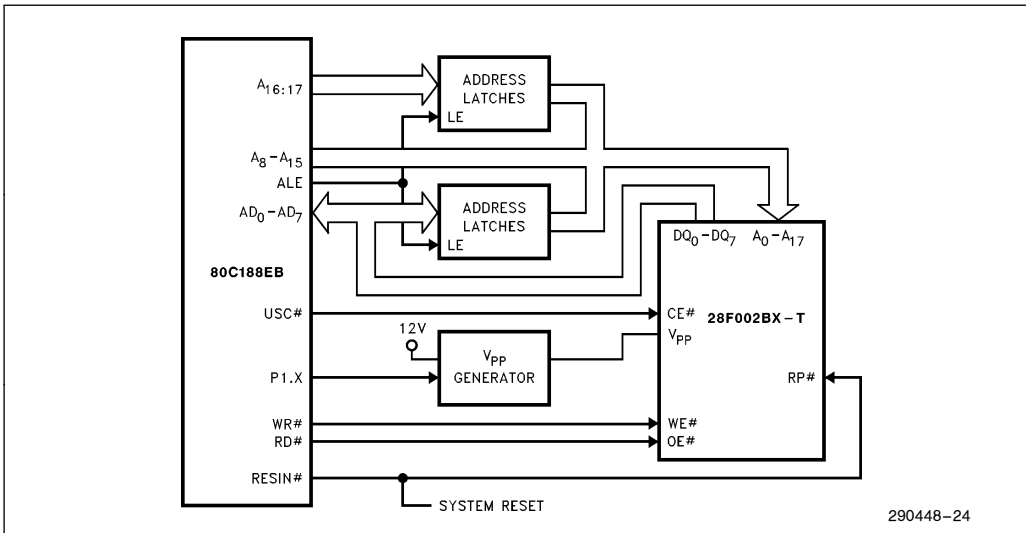 A16:17
ADDRESS
LATCHES
LE
A8-A15
ALE
AD0-AD7
ADDRESS
LATCHES
LE
DQ0-DQ7 A0-A17
80C188EB
USC#
CE#
28F002BX-T
12V
VPP
VPP
GENERATOR
P1.X
RP#
WR#
WE#
RD#
OE#
RESIN#
SYSTEM RESET
290448-24